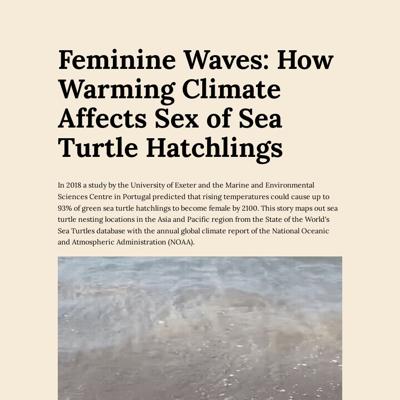 Feminine Waves: How
Warming Climate
Affects Sex of Sea
Turtle Hatchlings
In 2018 a study by the University of Exeter and the Marine and Environmental
Sciences Centre in Portugal predicted that rising temperatures could cause up to
93% of green sea turtle hatchlings to become female by 2100. This story maps out sea
turtle nesting locations in the Asia and Pacific region from the State of the World's
Sea Turtles database with the annual global climate report of the National Oceanic
and Atmospheric Administration (NOAA).